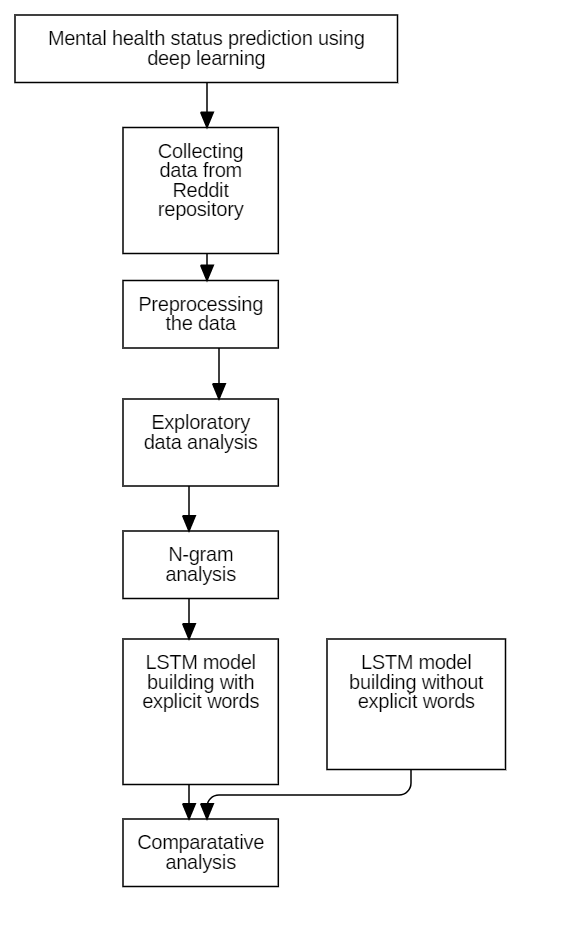 Mental health status prediction using
deep learning
Collecting
data from
Reddit
repository
Preprocessing
the data
Exploratory
data analysis
N-gram
analysis
LSTM model
building with
explicit words
LSTM model
building without
explicit words
Comparatative
analysis